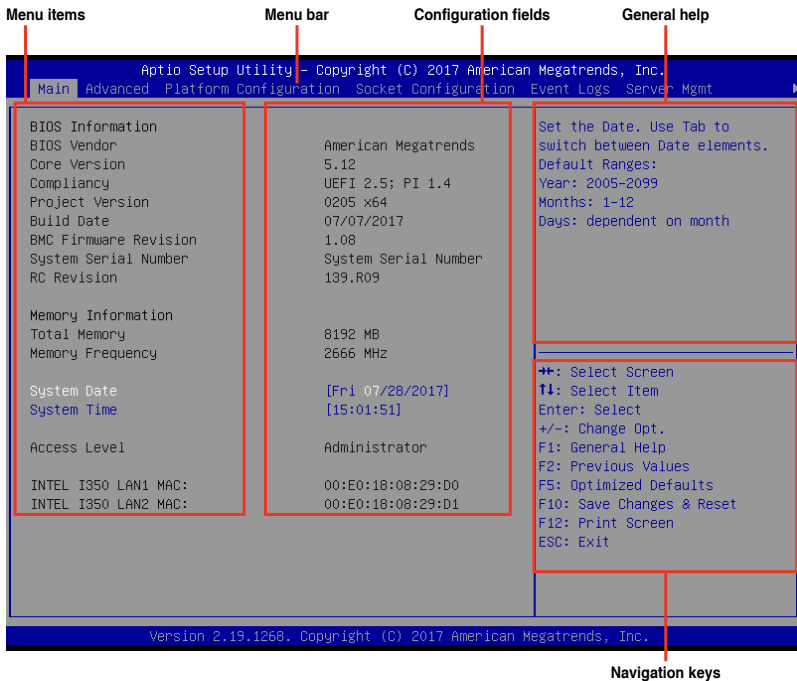 Menu items Menu bar Configuration fields General help
Aptio Setup Utility – Copyright (C) 2017 American Megatrends, Inc.
Main Advanced Platform Configuration Socket Configuration Event Logs Server Mgmt
BIOS Information
BIOS Vendor American Megatrends
Core Version 5.12
Compliancy UEFI 2.5; PI 1.4
Project Version 0205 x64
Build Date 07/07/2017
BMC Firmware Revision 1.08
System Serial Number System Serial Number
RC Revision 139.R09
Memory Information
Total Memory 8192 MB
Memory Frequency 2666 MHz
System Date [Fri 07/28/2017]
System Time [15:01:51]
Access Level Administrator
INTEL I350 LAN1 MAC: 00:E0:18:08:29:D0
INTEL I350 LAN2 MAC: 00:E0:18:08:29:D1
Set the Date. Use Tab to
switch between Date elements.
Default Ranges:
Year: 2005-2099
Months: 1-12
Days: dependent on month
→←: Select Screen
↑↓: Select Item
Enter: Select
+/-: Change Opt.
F1: General Help
F2: Previous Values
F5: Optimized Defaults
F10: Save Changes & Reset
F12: Print Screen
ESC: Exit
Version 2.19.1268. Copyright (C) 2017 American Megatrends, Inc.
Navigation keys